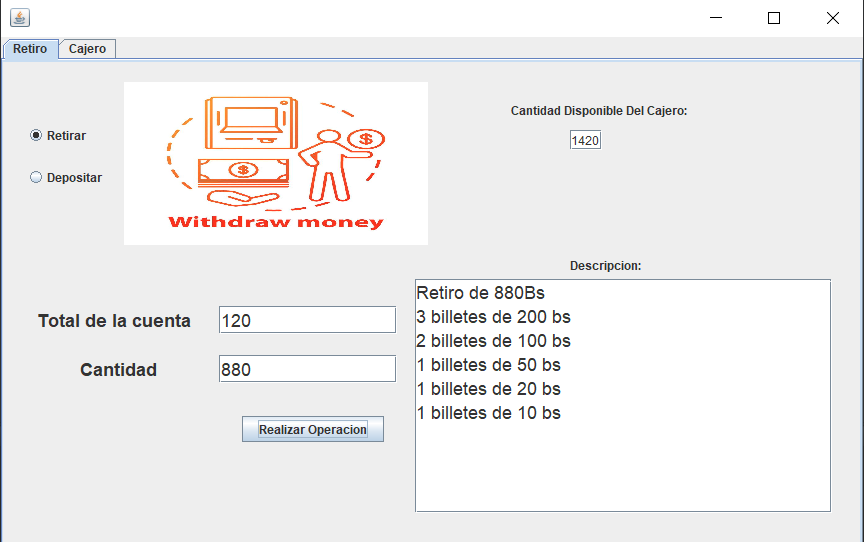 Retiro
Cajero
Retirar
Depositar
$
$
Withdraw money
Cantidad Disponible Del Cajero:
1420
Descripcion:
Total de la cuenta
120
Cantidad
880
Realizar Operacion
Retiro de 880Bs
3 billetes de 200 bs
2 billetes de 100 bs
1 billetes de 50 bs
1 billetes de 20 bs
1 billetes de 10 bs